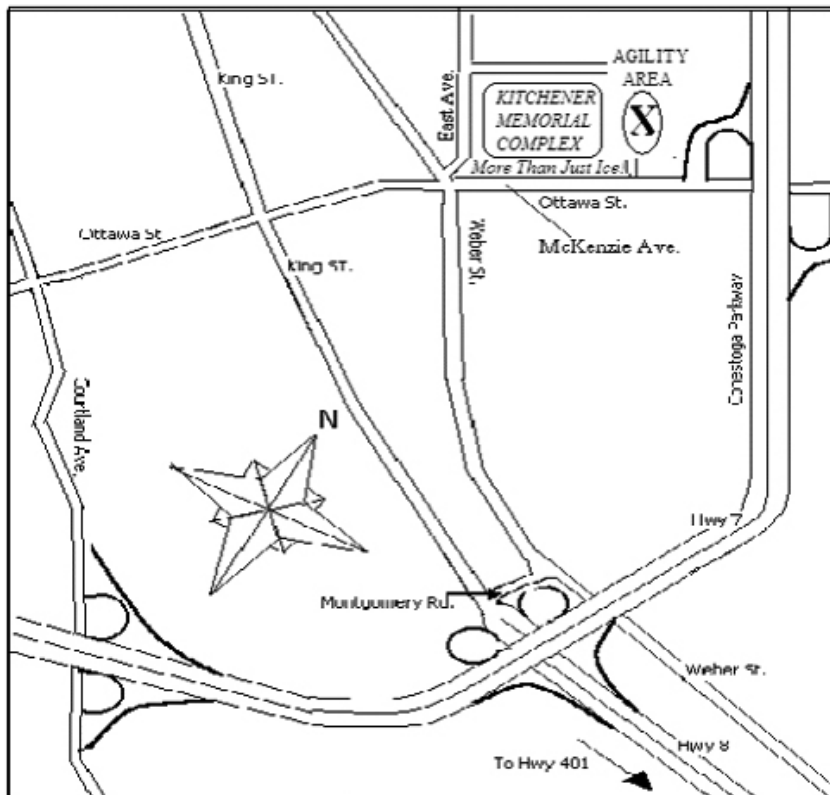 King ST.
AGILITY
AREA
East Ave.
KITCHENER
MEMORIAL
COMPLEX
X
More Than Just Ice!
Ottawa St.
Ottawa St
Weber St.
McKenzie Ave.
King ST.
Conestoga Parkway
Courtland Ave.
N
Hwy 7
Montgomery Rd.
Weber St.
Hwy 8
To Hwy 401